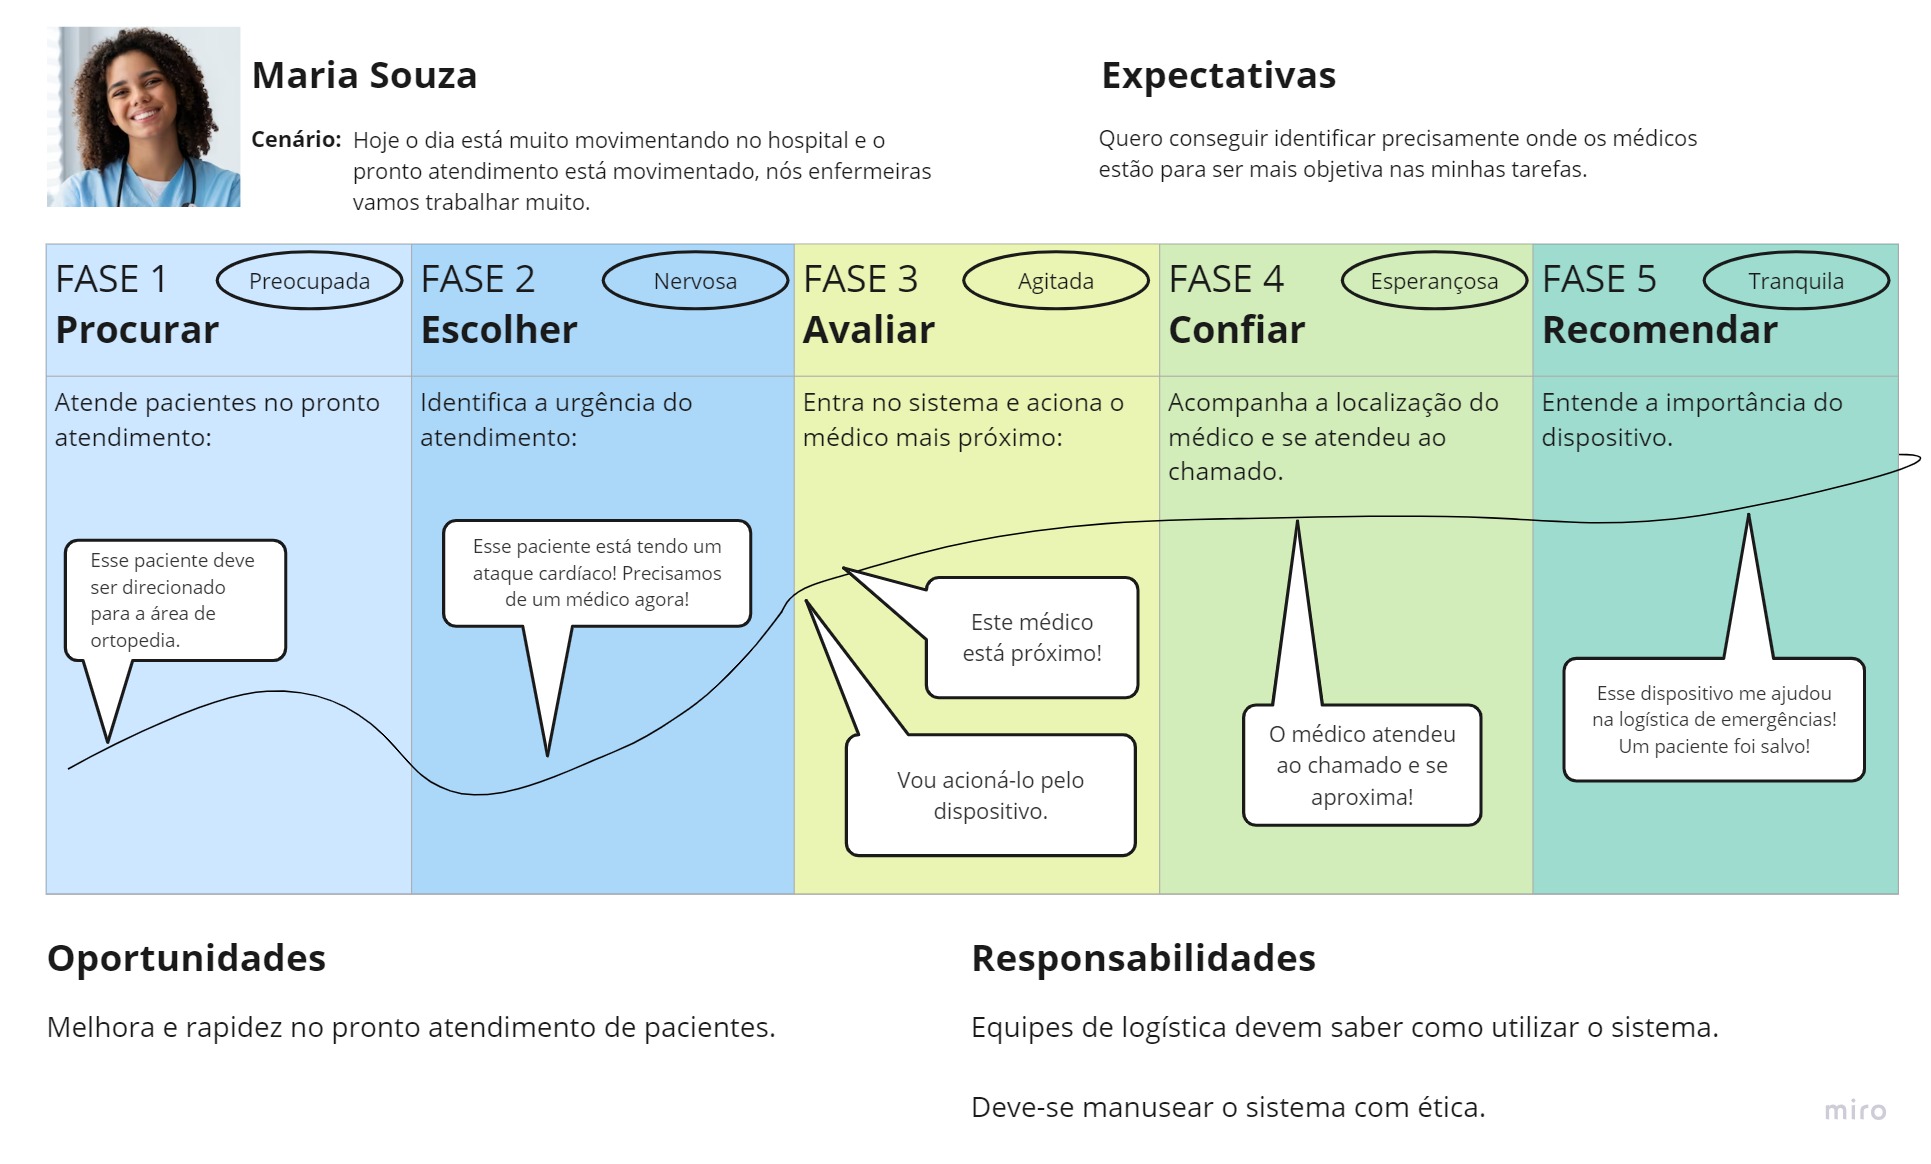 Maria Souza
Cenário: Hoje o dia está muito movimentando no hospital e o
pronto atendimento está movimentado, nós enfermeiras
vamos trabalhar muito.
Expectativas
Quero conseguir identificar precisamente onde os médicos
estão para ser mais objetiva nas minhas tarefas.
FASE 1
Preocupada
Procurar
Atende pacientes no pronto
atendimento:
Esse paciente deve
ser direcionado
para a área de
ortopedia.
FASE 2
Nervosa
Escolher
Identifica a urgência do
atendimento:
Esse paciente está tendo um
ataque cardíaco! Precisamos
de um médico agora!
FASE 3
Agitada
Avaliar
Entra no sistema e aciona o
médico mais próximo:
Este médico
está próximo!
Vou acioná-lo pelo
dispositivo.
FASE 4
Esperançosa
Confiar
Acompanha a localização do
médico e se atendeu ao
chamado.
O médico atendeu
ao chamado e se
aproxima!
FASE 5
Tranquila
Recomendar
Entende a importância do
dispositivo.
Esse dispositivo me ajudou
na logística de emergências!
Um paciente foi salvo!
Oportunidades
Melhora e rapidez no pronto atendimento de pacientes.
Responsabilidades
Equipes de logística devem saber como utilizar o sistema.
Deve-se manusear o sistema com ética.
miro